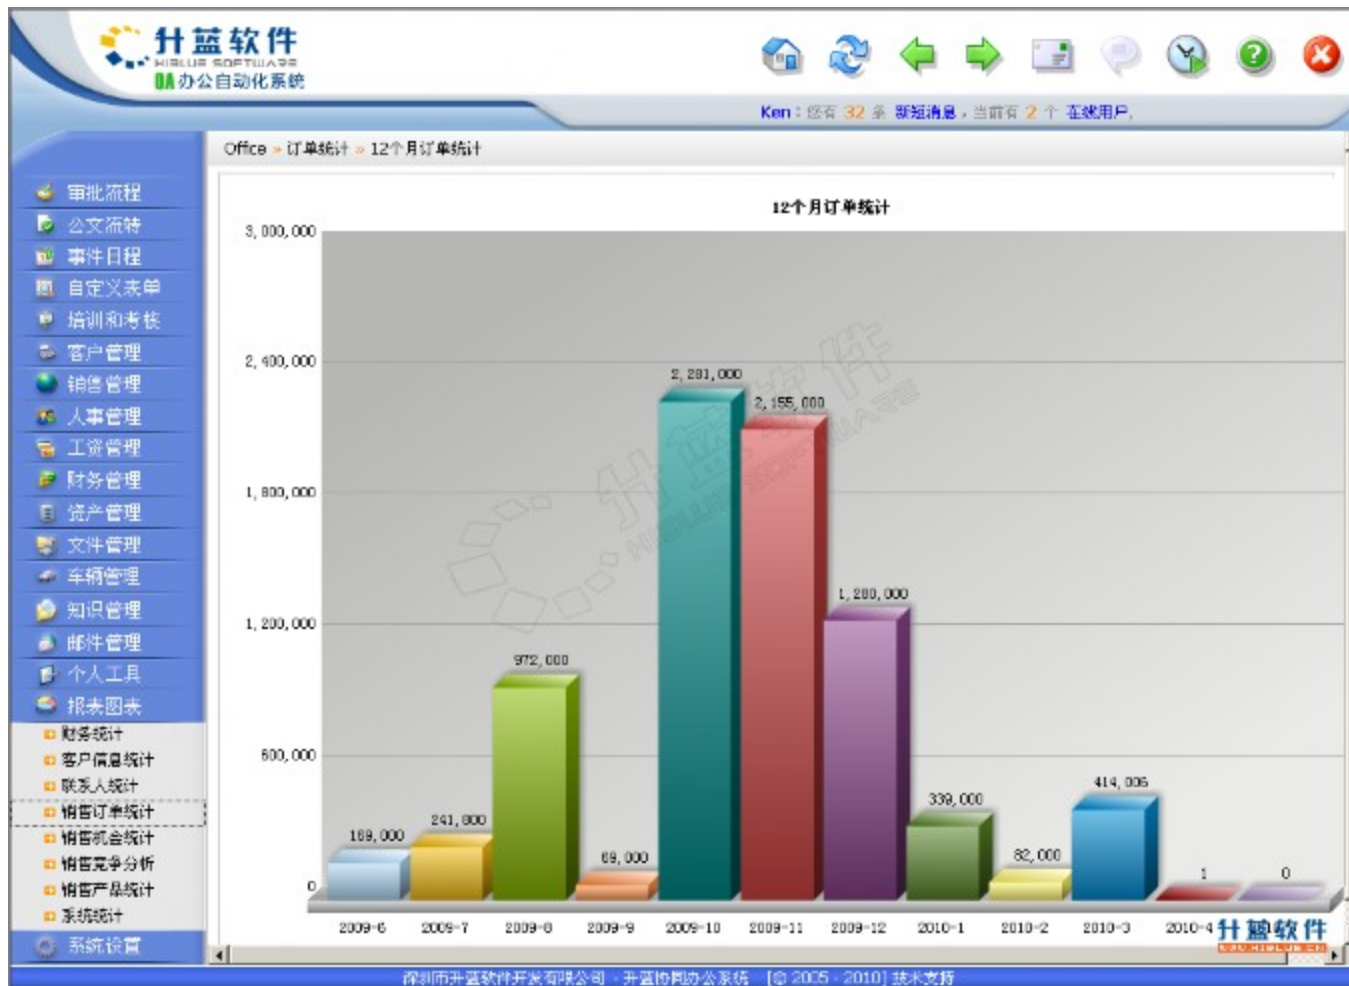 升蓝软件
HIBLUE SOFTWARE
OA办公自动化系统
Ken：您有 32 条 新短消息，当前有 2 个 在线用户.
Office » 订单统计 » 12个月订单统计
审批流程
公文流转
事件日程
自定义表单
培训和考核
客户管理
销售管理
人事管理
工资管理
财务管理
资产管理
文件管理
车辆管理
知识管理
邮件管理
个人工具
报表图表
财务统计
客户信息统计
联系人统计
销售订单统计
销售机会统计
销售竞争分析
销售产品统计
系统统计
系统设置
12个月订单统计
3,000,000
2,400,000
1,800,000
1,200,000
600,000
0
169,000
241,800
972,000
69,000
2,281,000
2,155,000
1,280,000
339,000
82,000
414,006
1
0
升蓝软件
HIBLUE SOFTWARE
2009-6
2009-7
2009-8
2009-9
2009-10
2009-11
2009-12
2010-1
2010-2
2010-3
2010-4
升蓝软件
WWW.HIBLUE.CN
深圳市升蓝软件开发有限公司 - 升蓝协同办公系统 [© 2005 - 2010] 技术支持